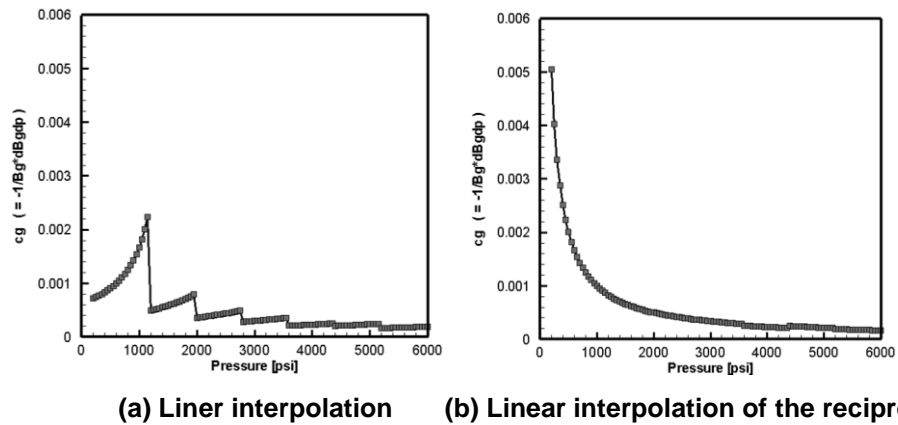 0.006
0.005
0.004
0.003
0.002
0.001
0
0 1000 2000 3000 4000 5000 6000
Pressure [psi]
cg ( = -1/Bg*dBgdp )
(a) Liner interpolation
0.006
0.005
0.004
0.003
0.002
0.001
0
0 1000 2000 3000 4000 5000 6000
Pressure [psi]
cg ( = -1/Bg*dBgdp )
(b) Linear interpolation of the recipr